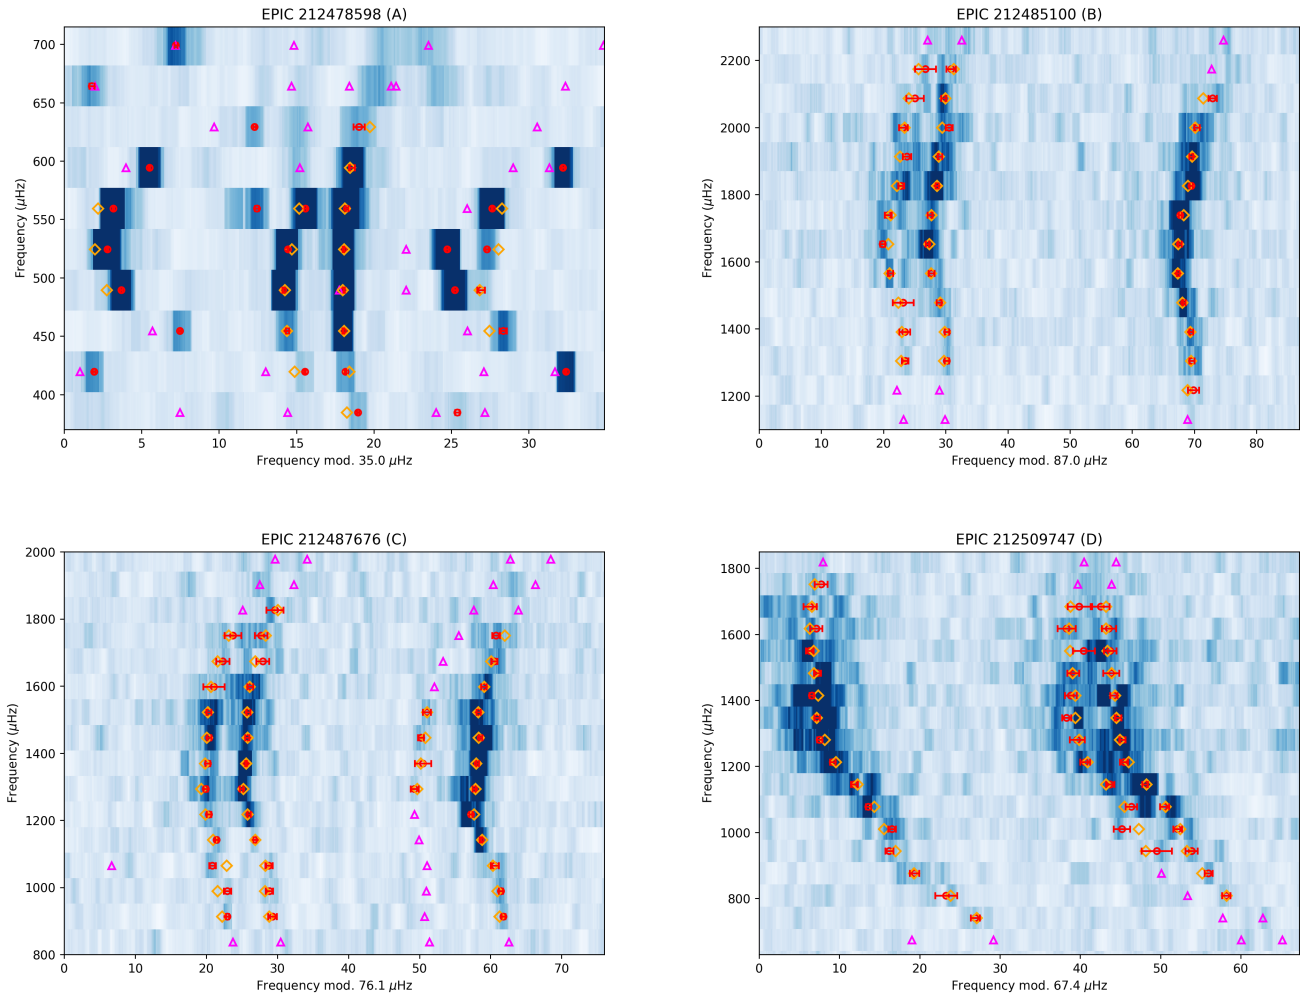 EPIC 212478598 (A)
700
650
600
550
500
450
400
Frequency (μHz)
0 5 10 15 20 25 30
Frequency mod. 35.0 μHz
EPIC 212485100 (B)
2200
2000
1800
1600
1400
1200
Frequency (μHz)
0 10 20 30 40 50 60 70 80
Frequency mod. 87.0 μHz
EPIC 212487676 (C)
2000
1800
1600
1400
1200
1000
800
Frequency (μHz)
0 10 20 30 40 50 60 70
Frequency mod. 76.1 μHz
EPIC 212509747 (D)
1800
1600
1400
1200
1000
800
Frequency (μHz)
0 10 20 30 40 50 60
Frequency mod. 67.4 μHz